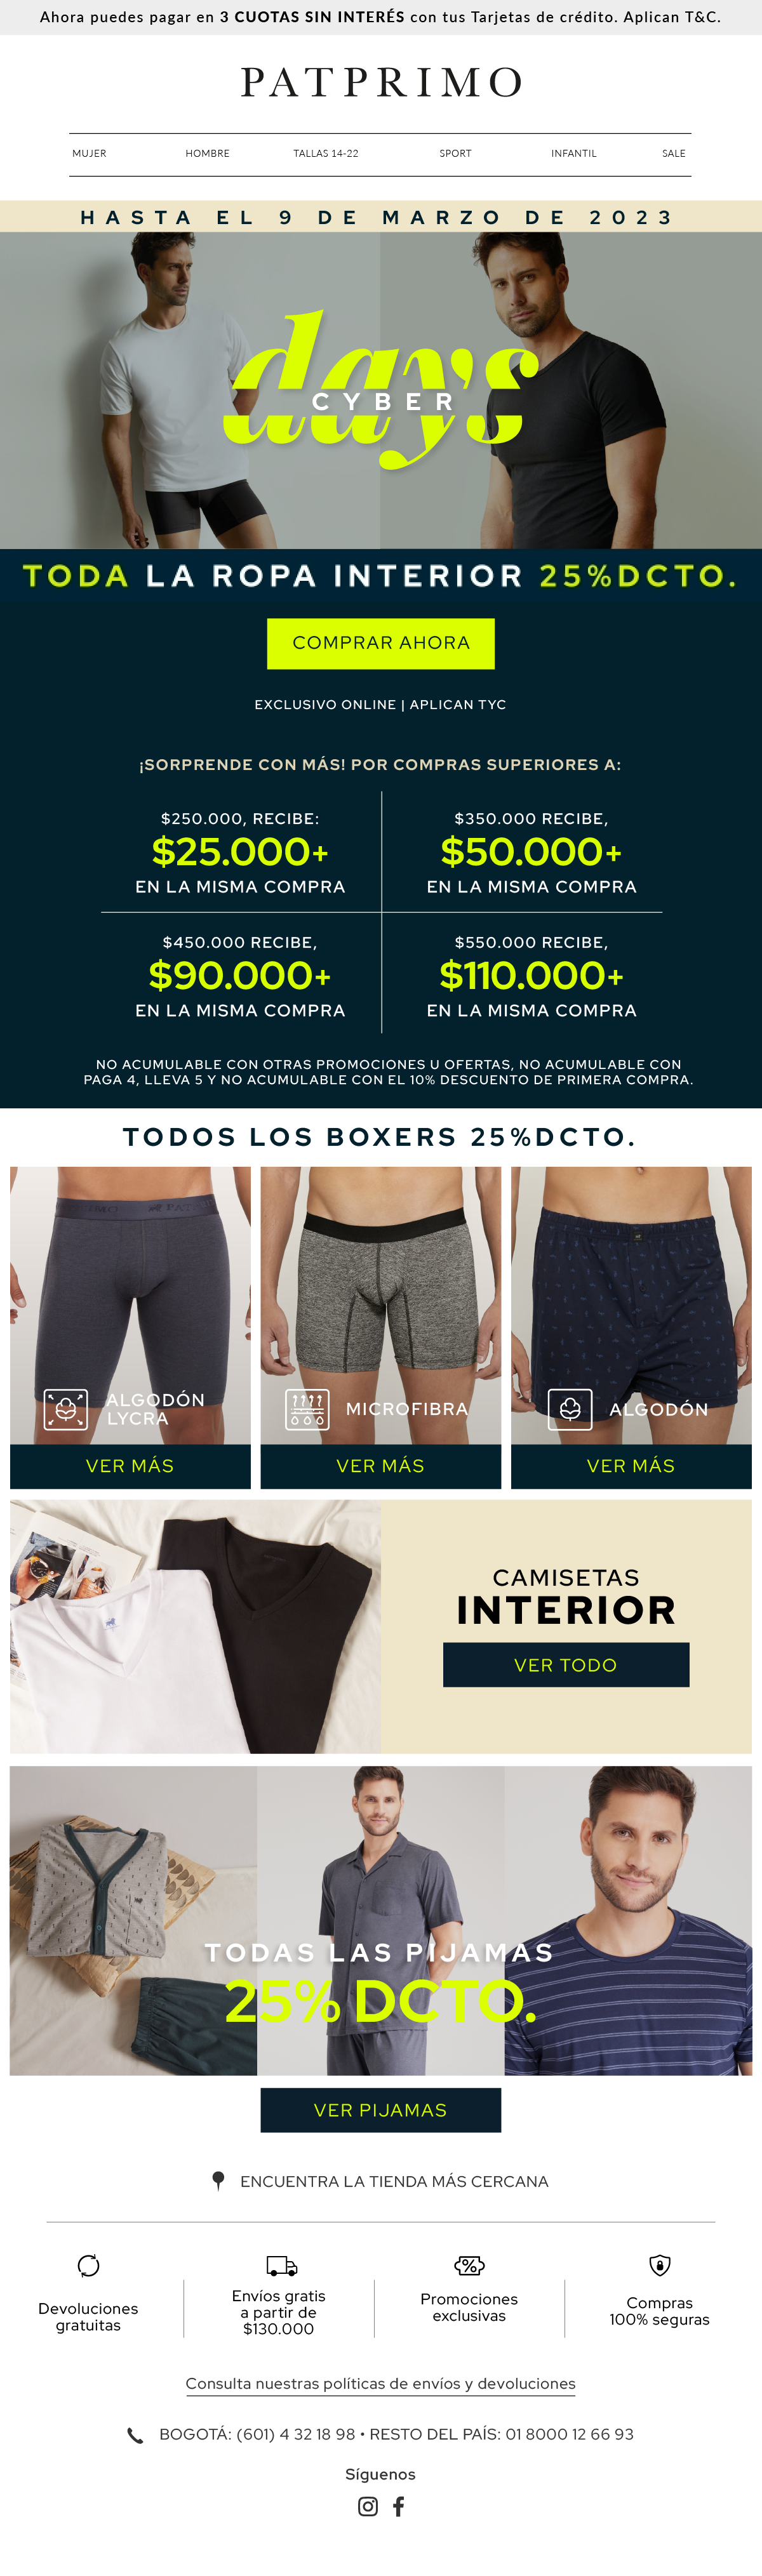 Ahora puedes pagar en 3 CUOTAS SIN INTERÉS con tus Tarjetas de crédito. Aplican T&C.
PATPRIMO
MUJER HOMBRE TALLAS 14-22 SPORT INFANTIL SALE
HASTA EL 9 DE MARZO DE 2023
days
CYBER
TODA LA ROPA INTERIOR 25%DCTO.
COMPRAR AHORA
EXCLUSIVO ONLINE | APLICAN TYC
¡SORPRENDE CON MÁS! POR COMPRAS SUPERIORES A:
$250.000, RECIBE:
$25.000+
EN LA MISMA COMPRA
$350.000 RECIBE,
$50.000+
EN LA MISMA COMPRA
$450.000 RECIBE,
$90.000+
EN LA MISMA COMPRA
$550.000 RECIBE,
$110.000+
EN LA MISMA COMPRA
NO ACUMULABLE CON OTRAS PROMOCIONES U OFERTAS, NO ACUMULABLE CON
PAGA 4, LLEVA 5 Y NO ACUMULABLE CON EL 10% DESCUENTO DE PRIMERA COMPRA.
TODOS LOS BOXERS 25%DCTO.
ALGODÓN
LYCRA
VER MÁS
MICROFIBRA
VER MÁS
ALGODÓN
VER MÁS
CAMISETAS
INTERIOR
VER TODO
TODAS LAS PIJAMAS
25% DCTO.
VER PIJAMAS
ENCUENTRA LA TIENDA MÁS CERCANA
Devoluciones
gratuitas
Envíos gratis
a partir de
$130.000
Promociones
exclusivas
Compras
100% seguras
Consulta nuestras políticas de envíos y devoluciones
BOGOTÁ: (601) 4 32 18 98 • RESTO DEL PAÍS: 01 8000 12 66 93
Síguenos